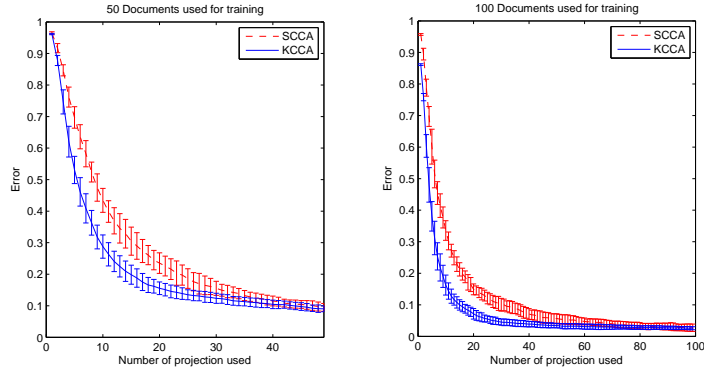 50 Documents used for training
1
0.9
0.8
0.7
0.6
0.5
0.4
0.3
0.2
0.1
0
Error
SCCA
KCCA
0 10 20 30 40
Number of projection used
100 Documents used for training
1
0.9
0.8
0.7
0.6
0.5
0.4
0.3
0.2
0.1
0
Error
SCCA
KCCA
0 20 40 60 80 100
Number of projection used